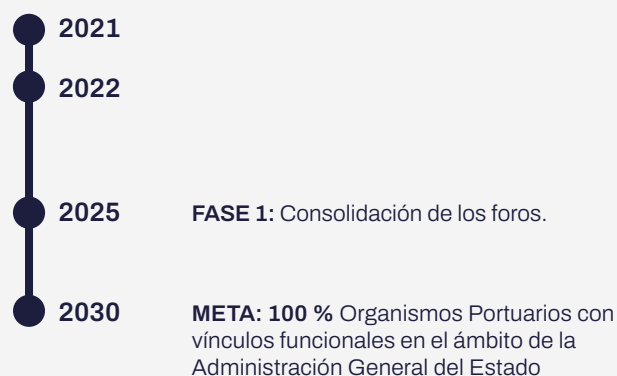 2021
2022
2025
FASE 1: Consolidación de los foros.
2030
META: 100 % Organismos Portuarios con
vínculos funcionales en el ámbito de la
Administración General del Estado